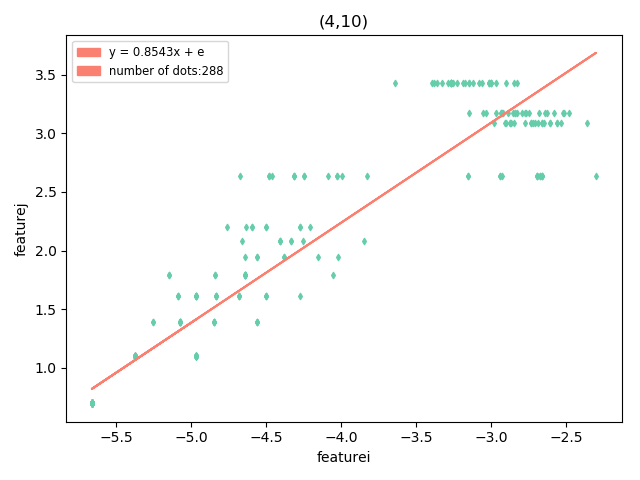 (4,10)
y = 0.8543x + e
number of dots:288
featurej
3.5
3.0
2.5
2.0
1.5
1.0
−5.5 −5.0 −4.5 −4.0 −3.5 −3.0 −2.5
featurei